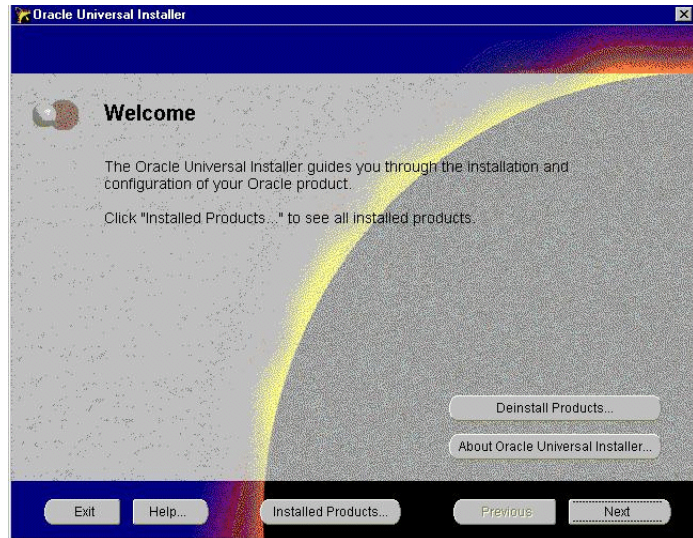 Oracle Universal Installer
Welcome
The Oracle Universal Installer guides you through the installation and
configuration of your Oracle product.
Click "Installed Products..." to see all installed products.
Deinstall Products...
About Oracle Universal Installer...
Exit
Help...
Installed Products...
Previous
Next